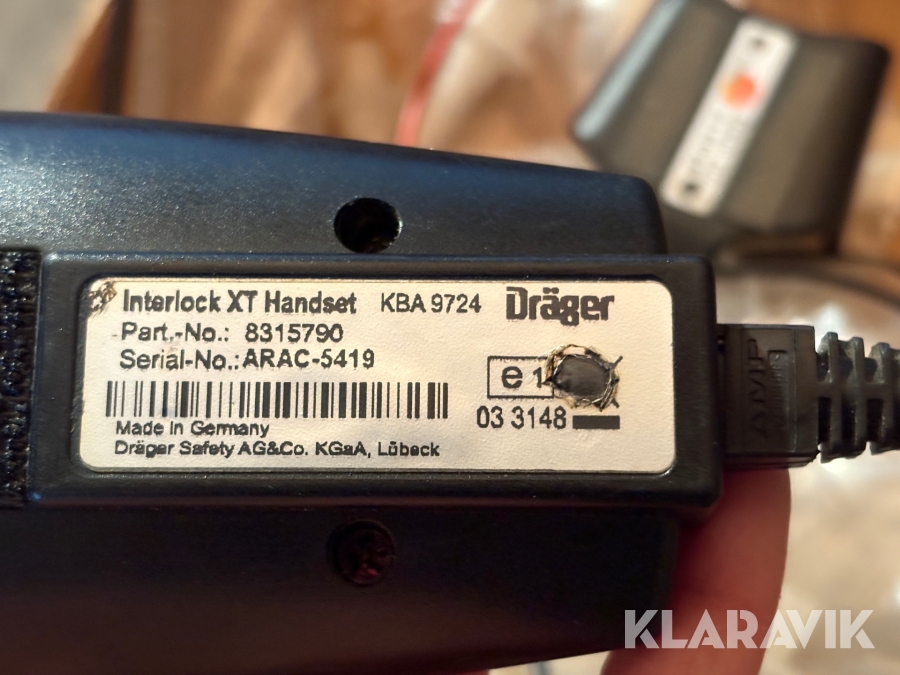 Interlock XT Handset KBA 9724 Dräger
Part.-No.: 8315790
Serial-No.: ARAC-5419
e1
03 3148
Made in Germany
Dräger Safety AG&Co. KGaA, Lübeck
AMP
KLARAVIK